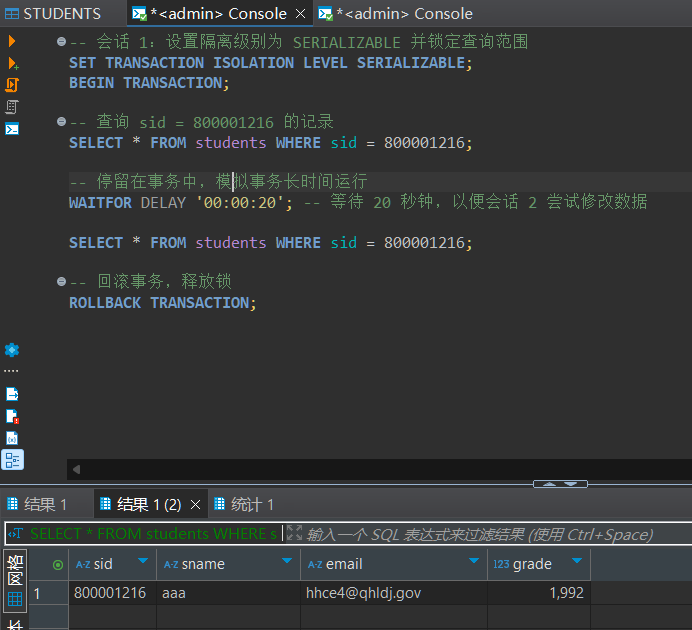 STUDENTS
*<admin> Console
*<admin> Console
-- 会话 1：设置隔离级别为 SERIALIZABLE 并锁定查询范围
SET TRANSACTION ISOLATION LEVEL SERIALIZABLE;
BEGIN TRANSACTION;
-- 查询 sid = 800001216 的记录
SELECT * FROM students WHERE sid = 800001216;
-- 停留在事务中，模拟事务长时间运行
WAITFOR DELAY '00:00:20'; -- 等待 20 秒钟，以便会话 2 尝试修改数据
SELECT * FROM students WHERE sid = 800001216;
-- 回滚事务，释放锁
ROLLBACK TRANSACTION;
结果 1
结果 1 (2)
统计 1
SELECT * FROM students WHERE s
输入一个 SQL 表达式来过滤结果 (使用 Ctrl+Space)
网格
A-Z sid
A-Z sname
A-Z email
123 grade
1
800001216
aaa
hhce4@qhldj.gov
1,992